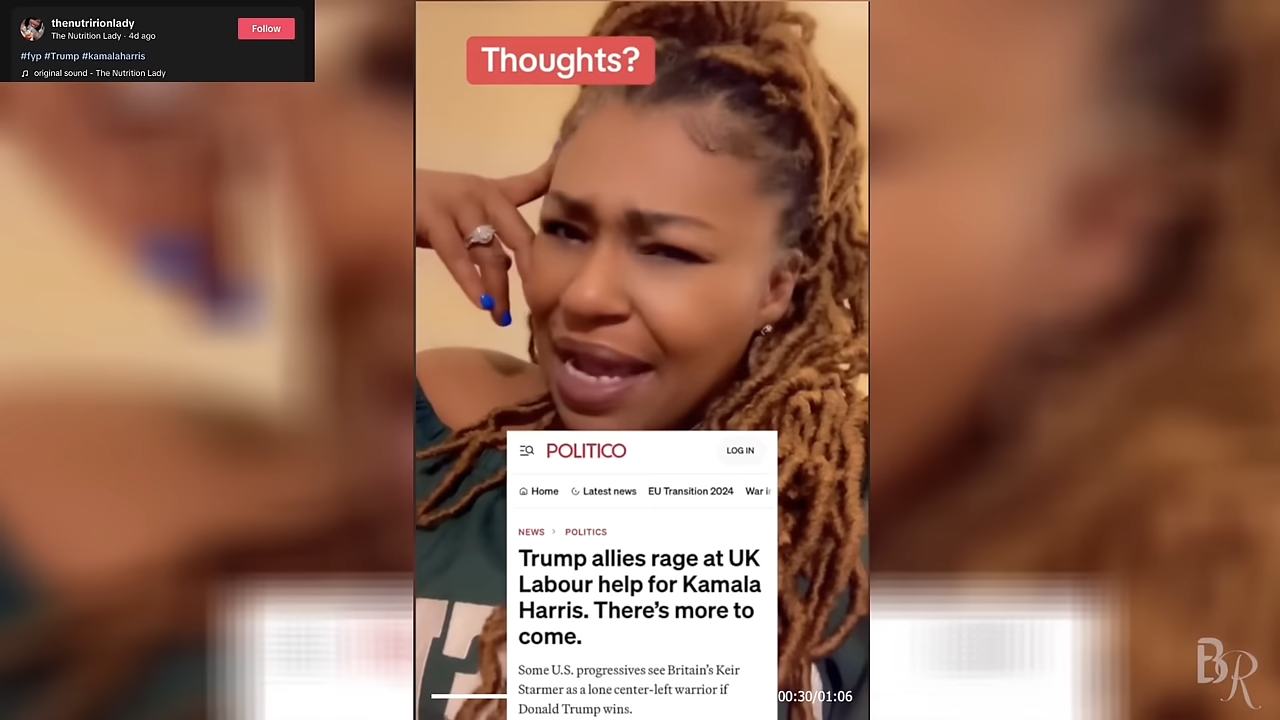 thenutririonlady
The Nutrition Lady · 4d ago
Follow
#fyp #Trump #kamalaharris
original sound - The Nutrition Lady
Thoughts?
POLITICO
LOG IN
Home
Latest news
EU Transition 2024
War i
NEWS > POLITICS
Trump allies rage at UK
Labour help for Kamala
Harris. There’s more to
come.
Some U.S. progressives see Britain’s Keir
Starmer as a lone center-left warrior if
Donald Trump wins.
00:30/01:06
BR